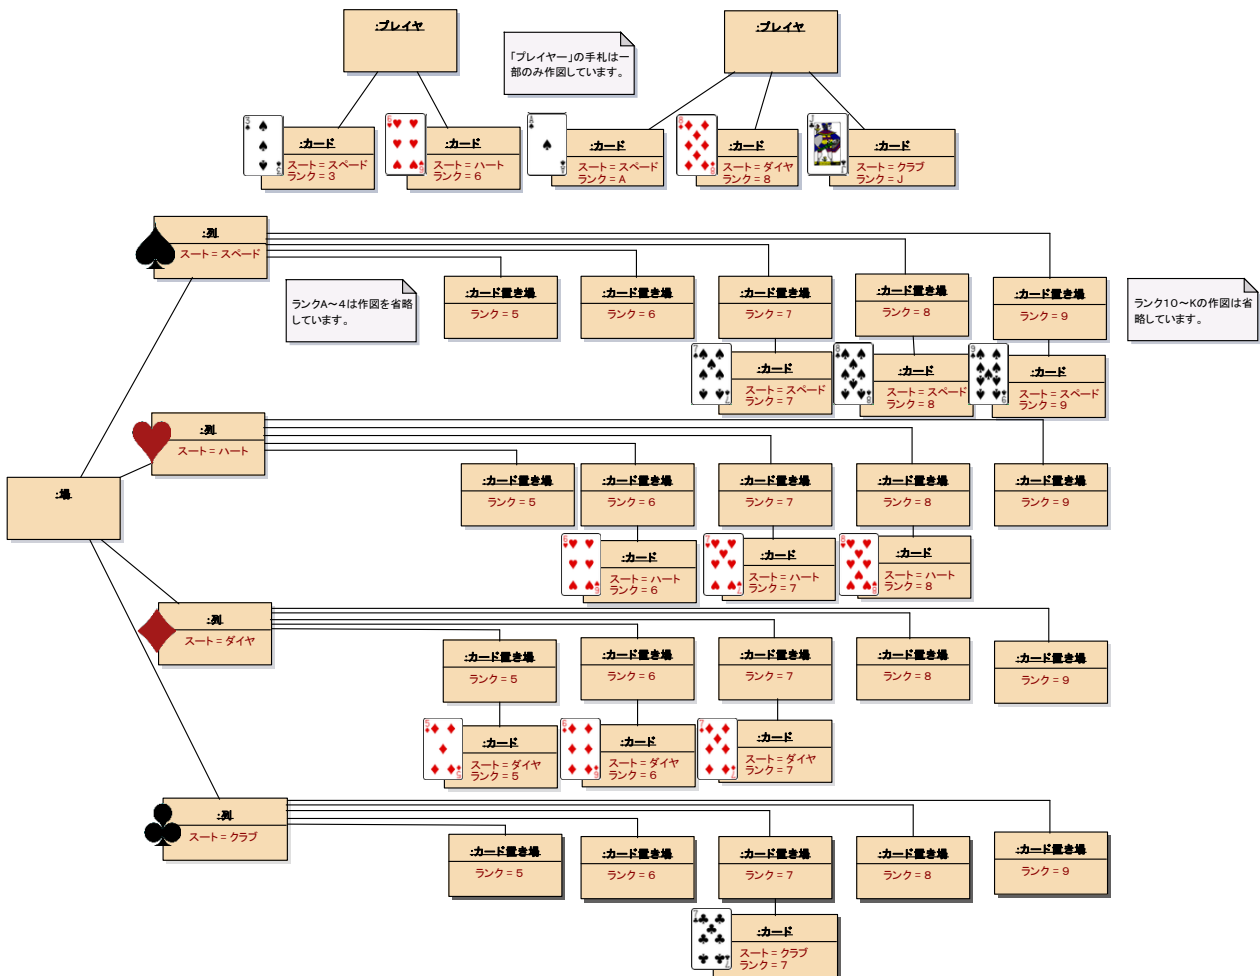 :プレイヤ
:プレイヤ
「プレイヤー」の手札は一
部のみ作図しています。
:カード
スート = スペード
ランク = 3
:カード
スート = ハート
ランク = 6
:カード
スート = スペード
ランク = A
:カード
スート = ダイヤ
ランク = 8
:カード
スート = クラブ
ランク = J
:列
スート = スペード
ランクA~4は作図を省略
しています。
:カード置き場
ランク = 5
:カード置き場
ランク = 6
:カード置き場
ランク = 7
:カード置き場
ランク = 8
:カード置き場
ランク = 9
ランク10~Kの作図は省
略しています。
:カード
スート = スペード
ランク = 7
:カード
スート = スペード
ランク = 8
:カード
スート = スペード
ランク = 9
:列
スート = ハート
:場
:カード置き場
ランク = 5
:カード置き場
ランク = 6
:カード置き場
ランク = 7
:カード置き場
ランク = 8
:カード置き場
ランク = 9
:カード
スート = ハート
ランク = 6
:カード
スート = ハート
ランク = 7
:カード
スート = ハート
ランク = 8
:列
スート = ダイヤ
:カード置き場
ランク = 5
:カード置き場
ランク = 6
:カード置き場
ランク = 7
:カード置き場
ランク = 8
:カード置き場
ランク = 9
:カード
スート = ダイヤ
ランク = 5
:カード
スート = ダイヤ
ランク = 6
:カード
スート = ダイヤ
ランク = 7
:列
スート = クラブ
:カード置き場
ランク = 5
:カード置き場
ランク = 6
:カード置き場
ランク = 7
:カード置き場
ランク = 8
:カード置き場
ランク = 9
:カード
スート = クラブ
ランク = 7